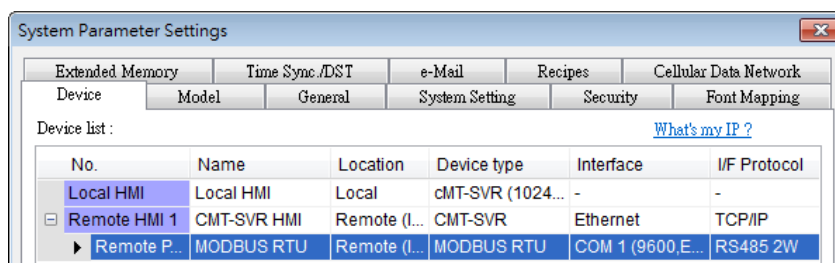 System Parameter Settings
Extended Memory Time Sync./DST e-Mail Recipes Cellular Data Network
Device Model General System Setting Security Font Mapping
Device list : What's my IP ?
No. Name Location Device type Interface I/F Protocol
Local HMI Local HMI Local cMT-SVR (1024... - -
Remote HMI 1 CMT-SVR HMI Remote (I... CMT-SVR Ethernet TCP/IP
Remote P... MODBUS RTU Remote (I... MODBUS RTU COM 1 (9600,E... RS485 2W